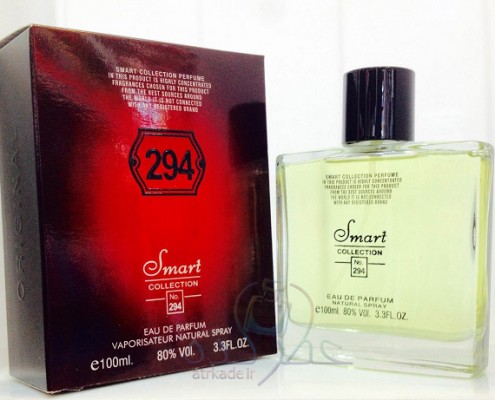 SMART COLLECTION PERFUME
IN THIS PRODUCT IS HIGHLY CONCENTRATED
FRAGRANCES CHOSEN FOR THIS PRODUCT
FROM THE BEST SOURCES AROUND
THE WORLD IT IS NOT CONNECTED
WITH ANY REGISTERED BRAND
294
Smart
COLLECTION
No.
294
EAU DE PARFUM
VAPORISATEUR NATURAL SPRAY
e100ml. 80% Vol. 3.3FL.OZ.
ORIGINAL
SMART COLLECTION PERFUME
IN THIS PRODUCT IS HIGHLY CONCENTRATED
FRAGRANCES CHOSEN FOR THIS PRODUCT
FROM THE BEST SOURCES AROUND
THE WORLD IT IS NOT CONNECTED
WITH ANY REGISTERED BRAND
Smart
COLLECTION
No.
294
EAU DE PARFUM
NATURAL SPRAY
e100ml. 80% Vol. 3.3FL.OZ.
atrkade.ir